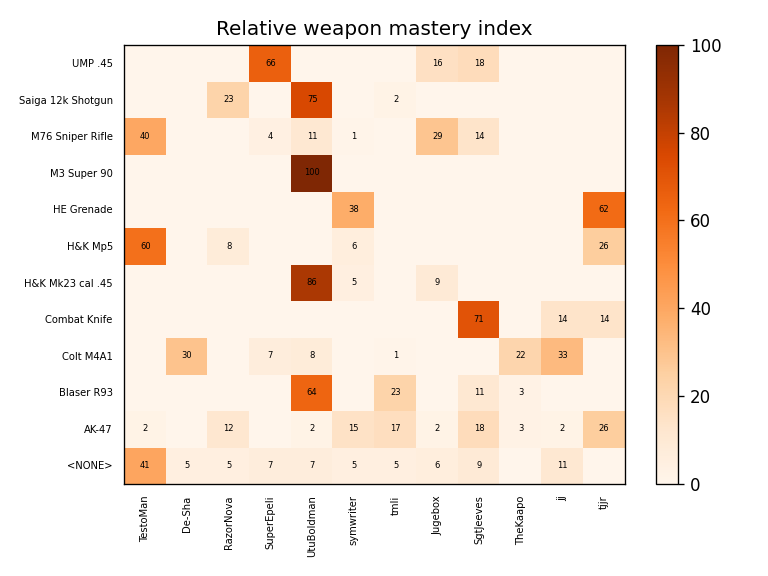 Relative weapon mastery index
UMP .45 66 16 18
Saiga 12k Shotgun 23 75 2
M76 Sniper Rifle 40 4 11 1 29 14
M3 Super 90 100
HE Grenade 38 62
H&K Mp5 60 8 6 26
H&K Mk23 cal .45 86 5 9
Combat Knife 71 14 14
Colt M4A1 30 7 8 1 22 33
Blaser R93 64 23 11 3
AK-47 2 12 2 15 17 2 18 3 2 26
<NONE> 41 5 5 7 7 5 5 6 9 11
TestoMan De-Sha RazorNova SuperEpeli UtuBoldman symwriter tmli Jugebox SgtJeeves TheKaapo jj tjjr
100
80
60
40
20
0